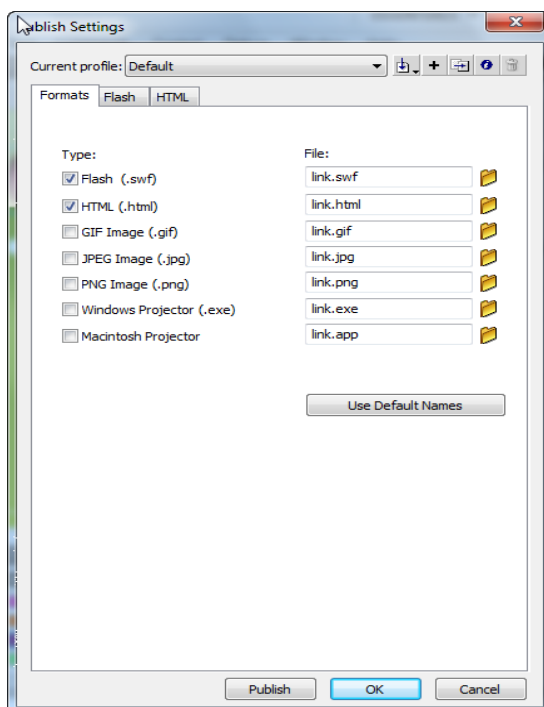 ublish Settings
Current profile: Default
Formats Flash HTML
Type: File:
Flash (.swf) link.swf
HTML (.html) link.html
GIF Image (.gif) link.gif
JPEG Image (.jpg) link.jpg
PNG Image (.png) link.png
Windows Projector (.exe) link.exe
Macintosh Projector link.app
Use Default Names
Publish OK Cancel